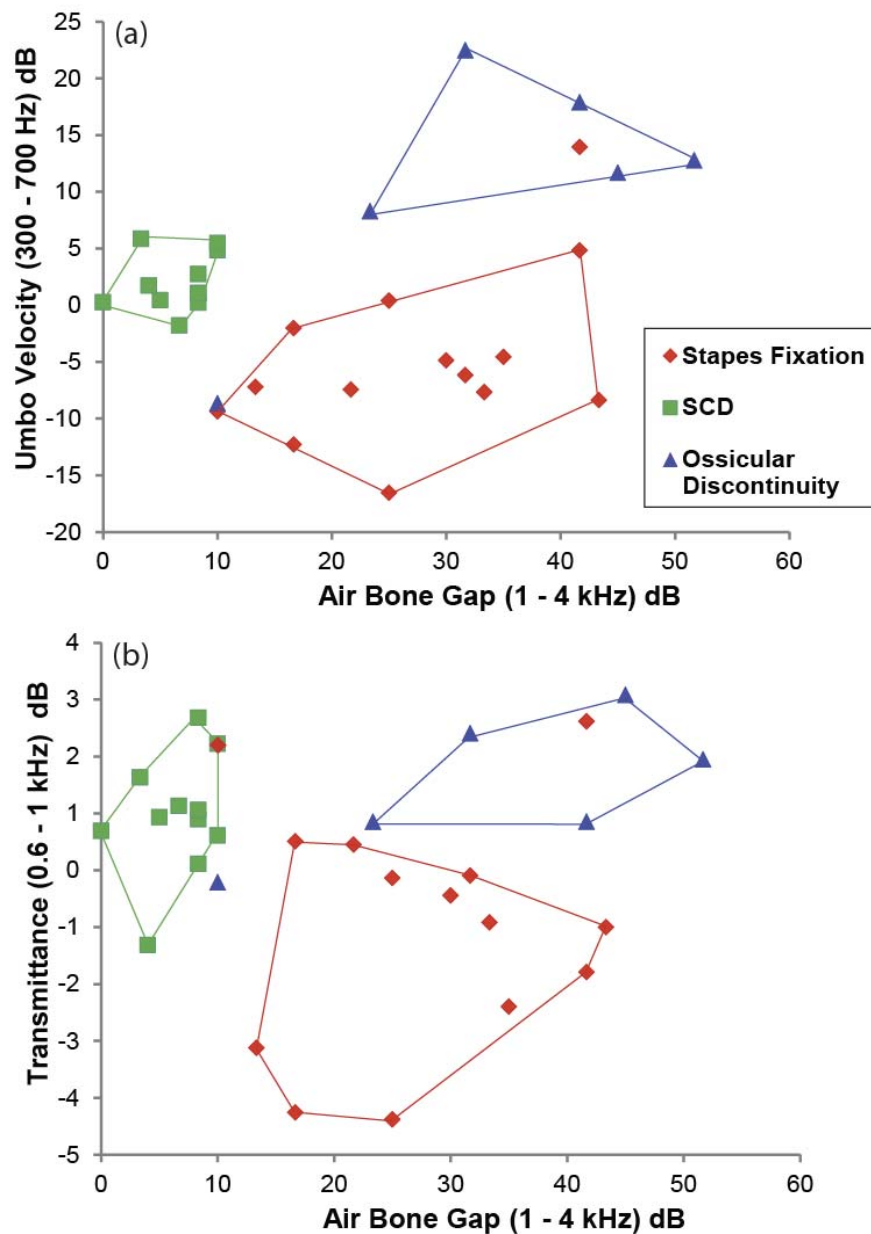 (a)
Umbo Velocity (300 - 700 Hz) dB
25
20
15
10
5
0
-5
-10
-15
-20
0 10 20 30 40 50 60
Air Bone Gap (1 - 4 kHz) dB
Stapes Fixation
SCD
Ossicular
Discontinuity
(b)
Transmittance (0.6 - 1 kHz) dB
4
3
2
1
0
-1
-2
-3
-4
-5
0 10 20 30 40 50 60
Air Bone Gap (1 - 4 kHz) dB